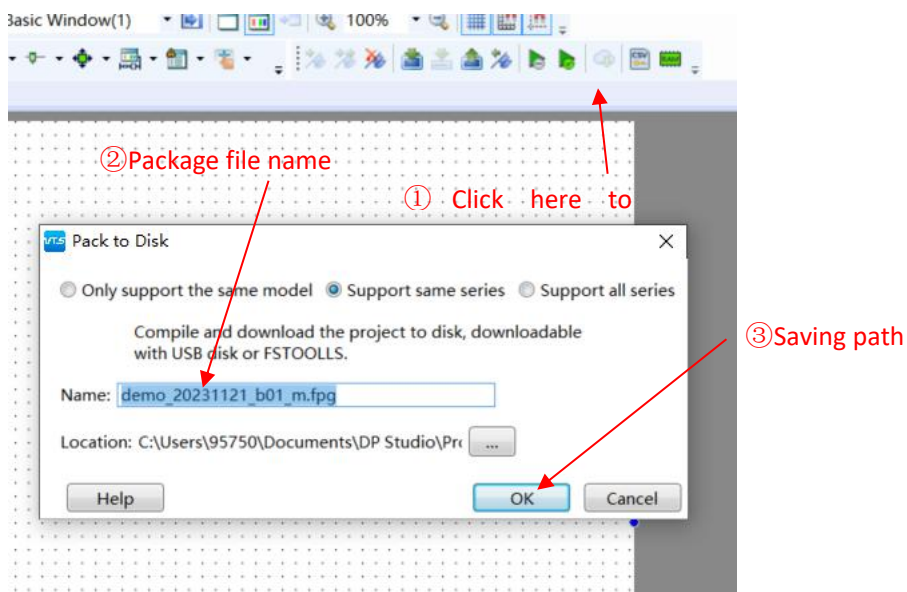 Basic Window(1) 100%
②Package file name
① Click here to
VTS Pack to Disk
Only support the same model Support same series Support all series
Compile and download the project to disk, downloadable
with USB disk or FSTOOLLS.
③Saving path
Name: demo_20231121_b01_m.fpg
Location: C:\Users\95750\Documents\DP Studio\Pr ...
Help OK Cancel